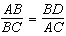 AB/BC = BD/AC